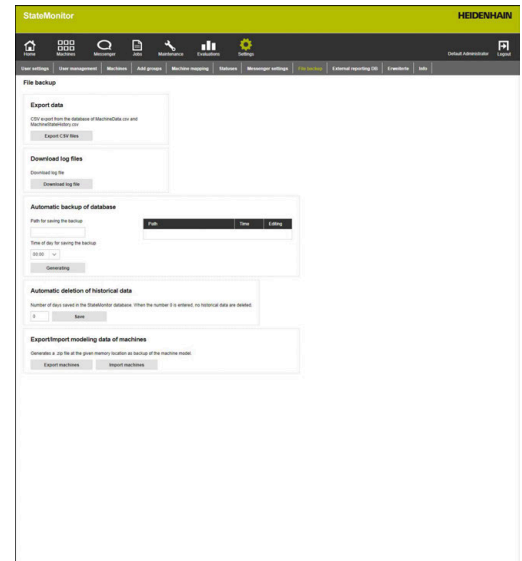 StateMonitor
HEIDENHAIN
Home Machines Messenger Jobs Maintenance Evaluations Settings Default Administrator Logout
User settings User management Machines Add groups Machine mapping Statuses Messenger settings File backup External reporting DB Erweitete Info
File backup
Export data
CSV export from the database of MachineData.csv and
MachineStateHistory.csv
Export CSV files
Download log files
Download log file
Download log file
Automatic backup of database
Path for saving the backup
Path Time Editing
Time of day for saving the backup
00:00
Generating
Automatic deletion of historical data
Number of days saved in the StateMonitor database. When the number 0 is entered, no historical data are deleted.
0 Save
Export/Import modeling data of machines
Generates a .zip file at the given memory location as backup of the machine model.
Export machines Import machines